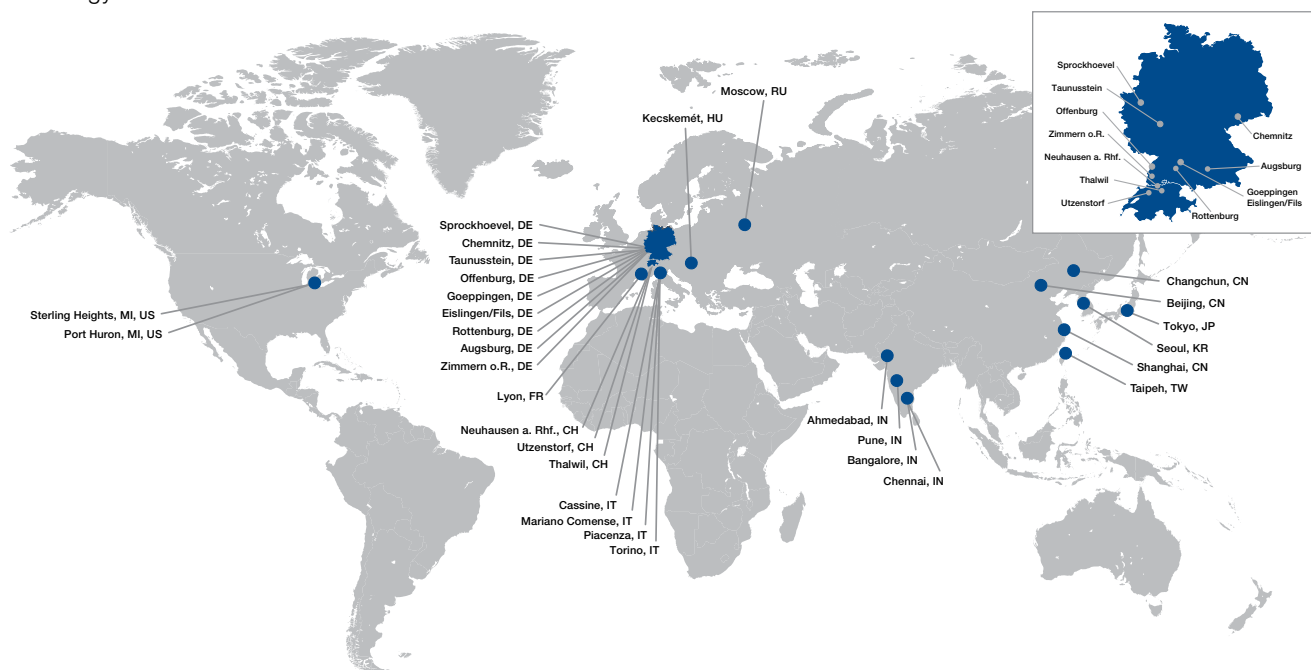 Moscow, RU
Kecskemét, HU
Sprockhoevel, DE
Chemnitz, DE
Taunusstein, DE
Offenburg, DE
Goeppingen, DE
Eislingen/Fils, DE
Rottenburg, DE
Augsburg, DE
Zimmern o.R., DE
Lyon, FR
Neuhausen a. Rhf., CH
Utzenstorf, CH
Thalwil, CH
Cassine, IT
Mariano Comense, IT
Piacenza, IT
Torino, IT
Sterling Heights, MI, US
Port Huron, MI, US
Ahmedabad, IN
Pune, IN
Bangalore, IN
Chennai, IN
Changchun, CN
Beijing, CN
Tokyo, JP
Seoul, KR
Shanghai, CN
Taipeh, TW
Sprockhoevel
Taunusstein
Offenburg
Zimmern o.R.
Neuhausen a. Rhf.
Thalwil
Utzenstorf
Chemnitz
Augsburg
Goeppingen
Eislingen/Fils
Rottenburg